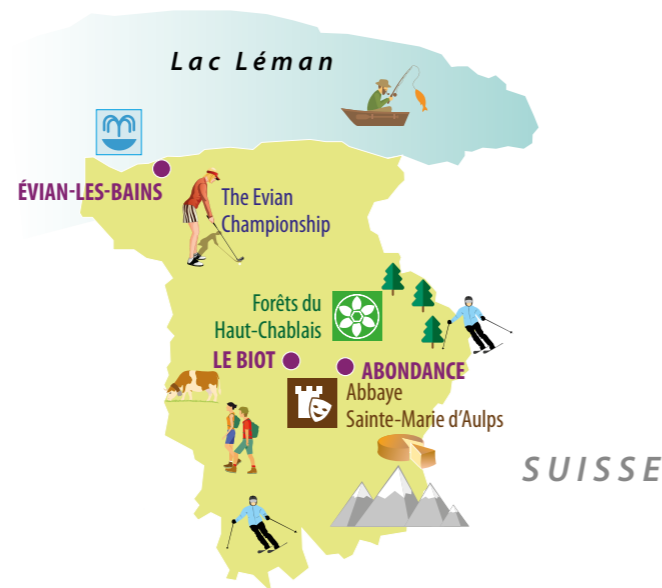 Lac Léman
ÉVIAN-LES-BAINS
The Evian
Championship
Forêts du
Haut-Chablais
LE BIOT
ABONDANCE
Abbaye
Sainte-Marie d'Aulps
SUISSE